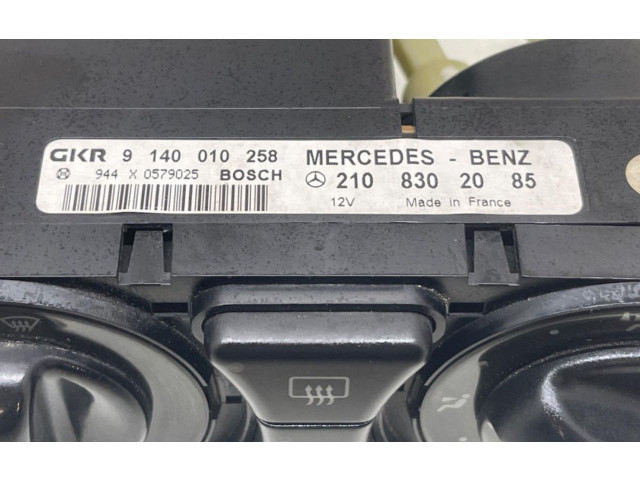 GKR 9 140 010 258
944 X 0579025 BOSCH
MERCEDES - BENZ
210 830 20 85
12V Made in France